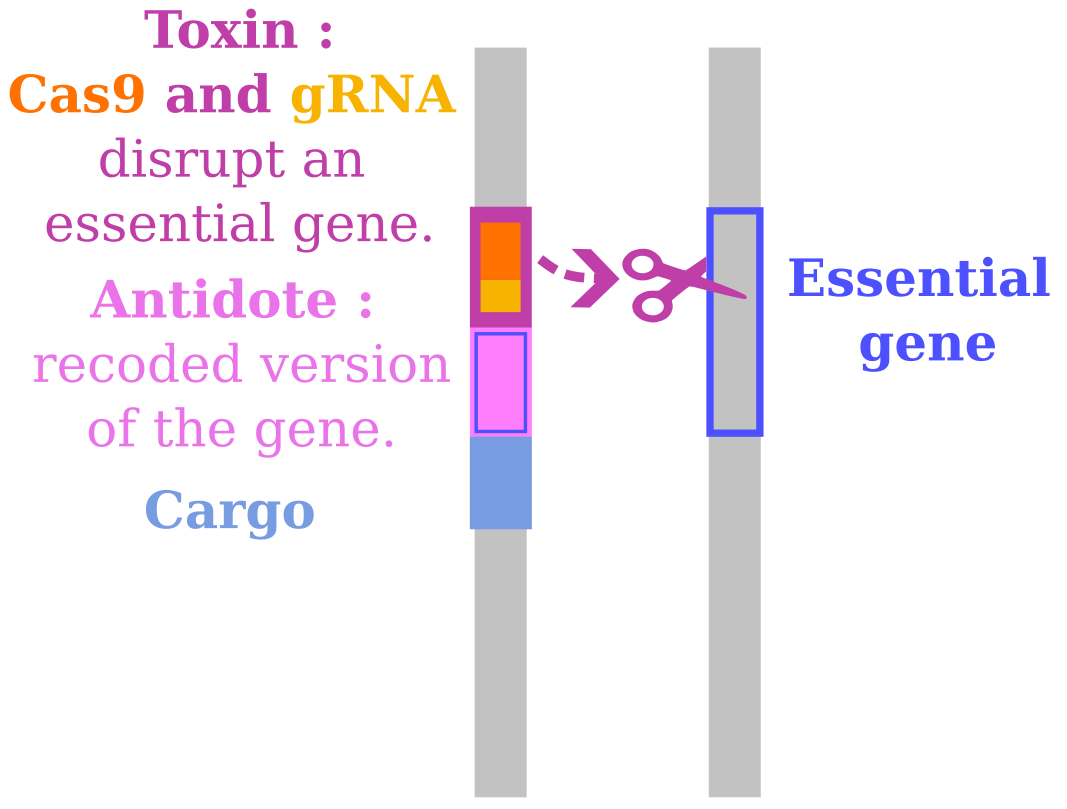 Toxin :
Cas9 and gRNA
disrupt an
essential gene.
Antidote :
recoded version
of the gene.
Cargo
Essential
gene